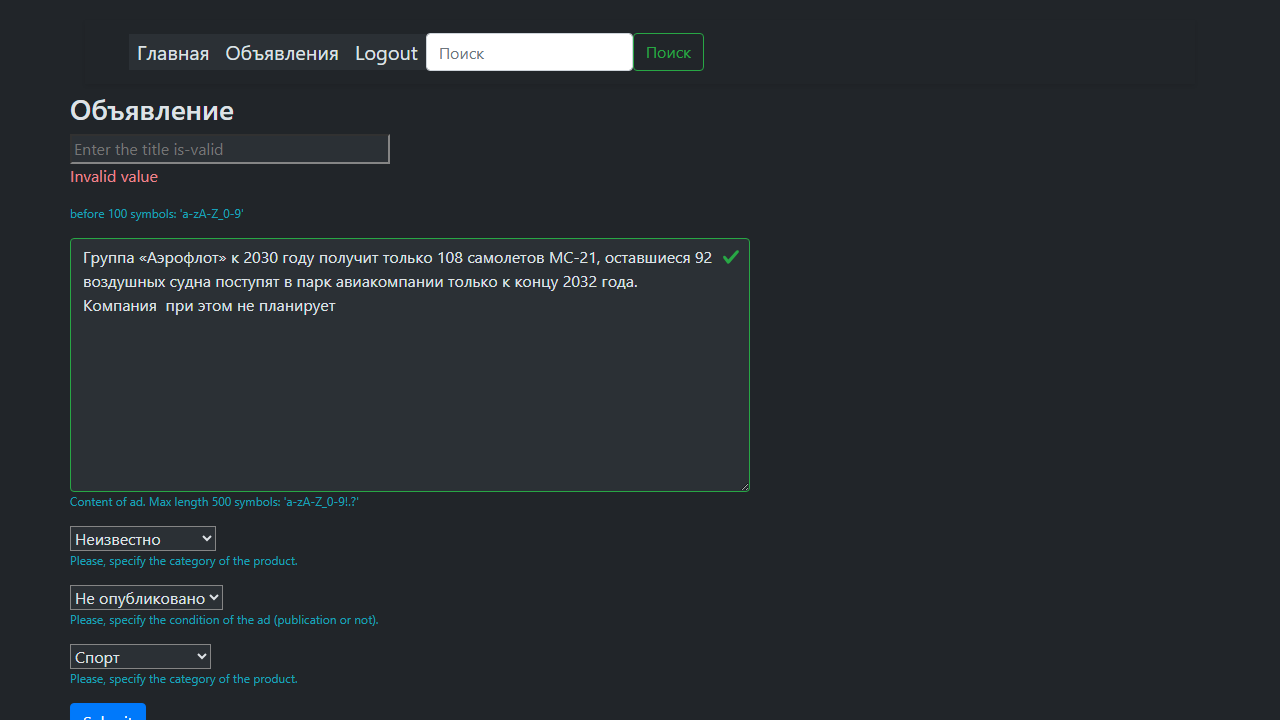 Главная Объявления Logout Поиск Поиск
Объявление
Enter the title is-valid
Invalid value
before 100 symbols: 'a-zA-Z_0-9'
Группа «Аэрофлот» к 2030 году получит только 108 самолетов МС-21, оставшиеся 92
воздушных судна поступят в парк авиакомпании только к концу 2032 года.
Компания  при этом не планирует
Content of ad. Max length 500 symbols: 'a-zA-Z_0-9!.?'
Неизвестно
Please, specify the category of the product.
Не опубликовано
Please, specify the condition of the ad (publication or not).
Спорт
Please, specify the category of the product.
Submit